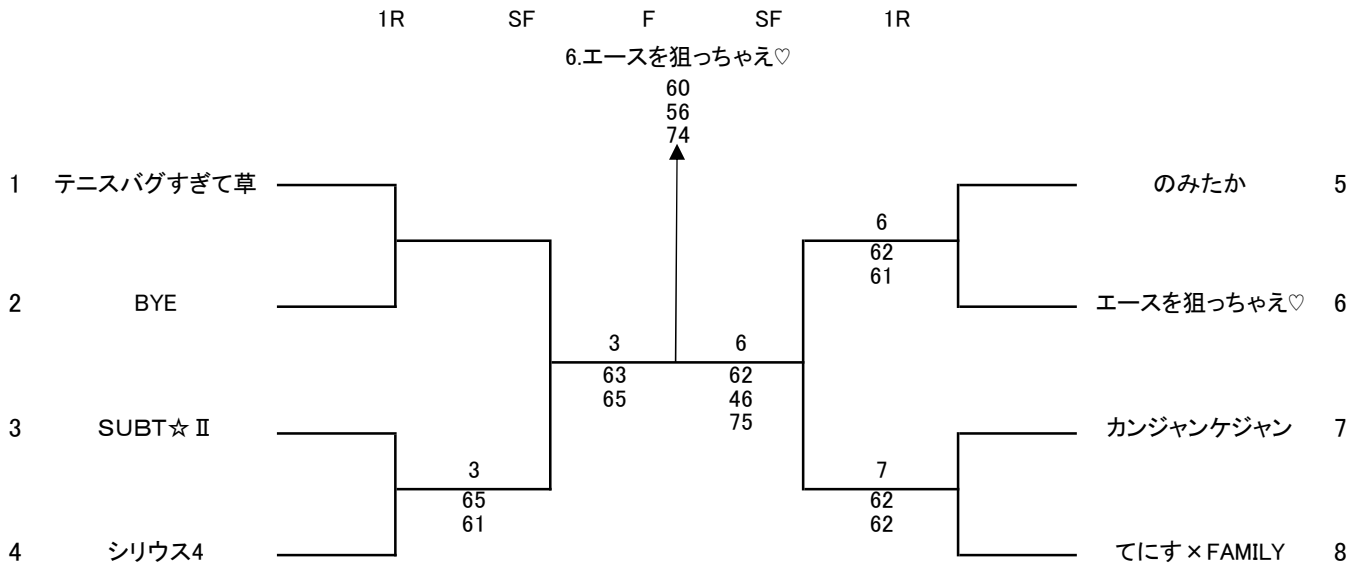 1R SF F SF 1R
6.エースを狙っちゃえ♡
60
56
74
1 テニスバグすぎて草 のみたか 5
6
62
61
2 BYE エースを狙っちゃえ♡ 6
3 6
63 62
65 46
75
3 SUBT☆Ⅱ カンジャンケジャン 7
3 7
65 62
61 62
4 シリウス4 てにす×FAMILY 8